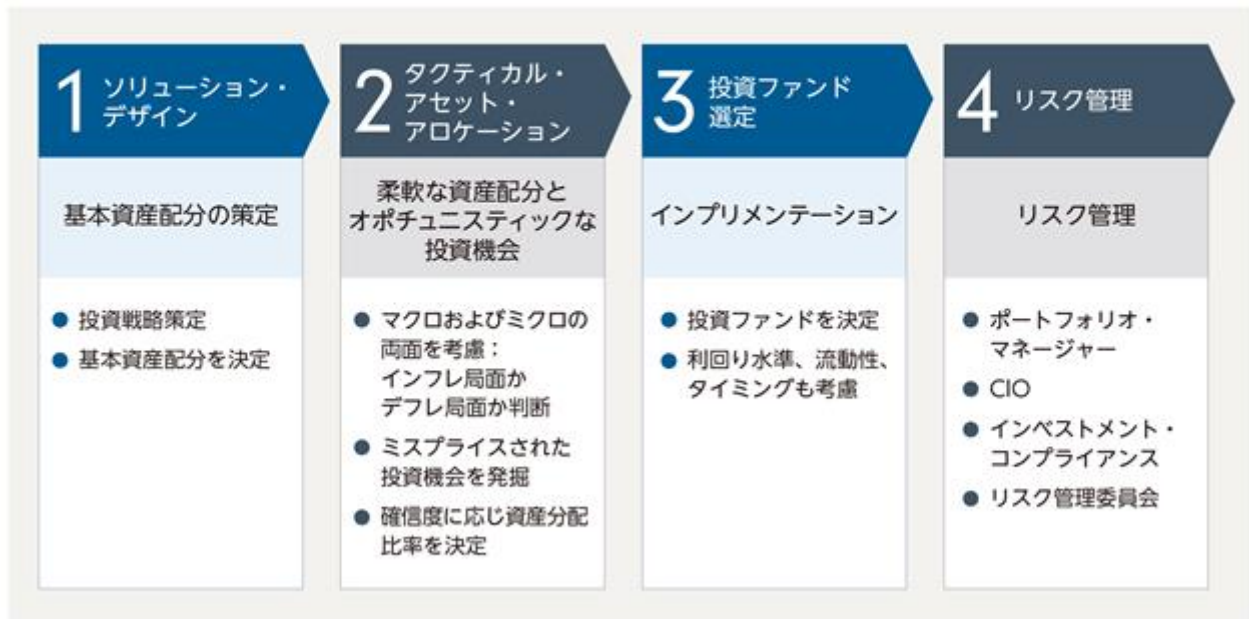 1
ソリューション・
デザイン
基本資産配分の策定
● 投資戦略策定
● 基本資産配分を決定
2
タクティカル・
アセット・
アロケーション
柔軟な資産配分と
オポチュニスティックな
投資機会
● マクロおよびミクロの
両面を考慮：
インフレ局面か
デフレ局面か判断
● ミスプライスされた
投資機会を発掘
● 確信度に応じ資産分配
比率を決定
3
投資ファンド
選定
インプリメンテーション
● 投資ファンドを決定
● 利回り水準、流動性、
タイミングも考慮
4
リスク管理
リスク管理
● ポートフォリオ・
マネージャー
● CIO
● インベストメント・
コンプライアンス
● リスク管理委員会